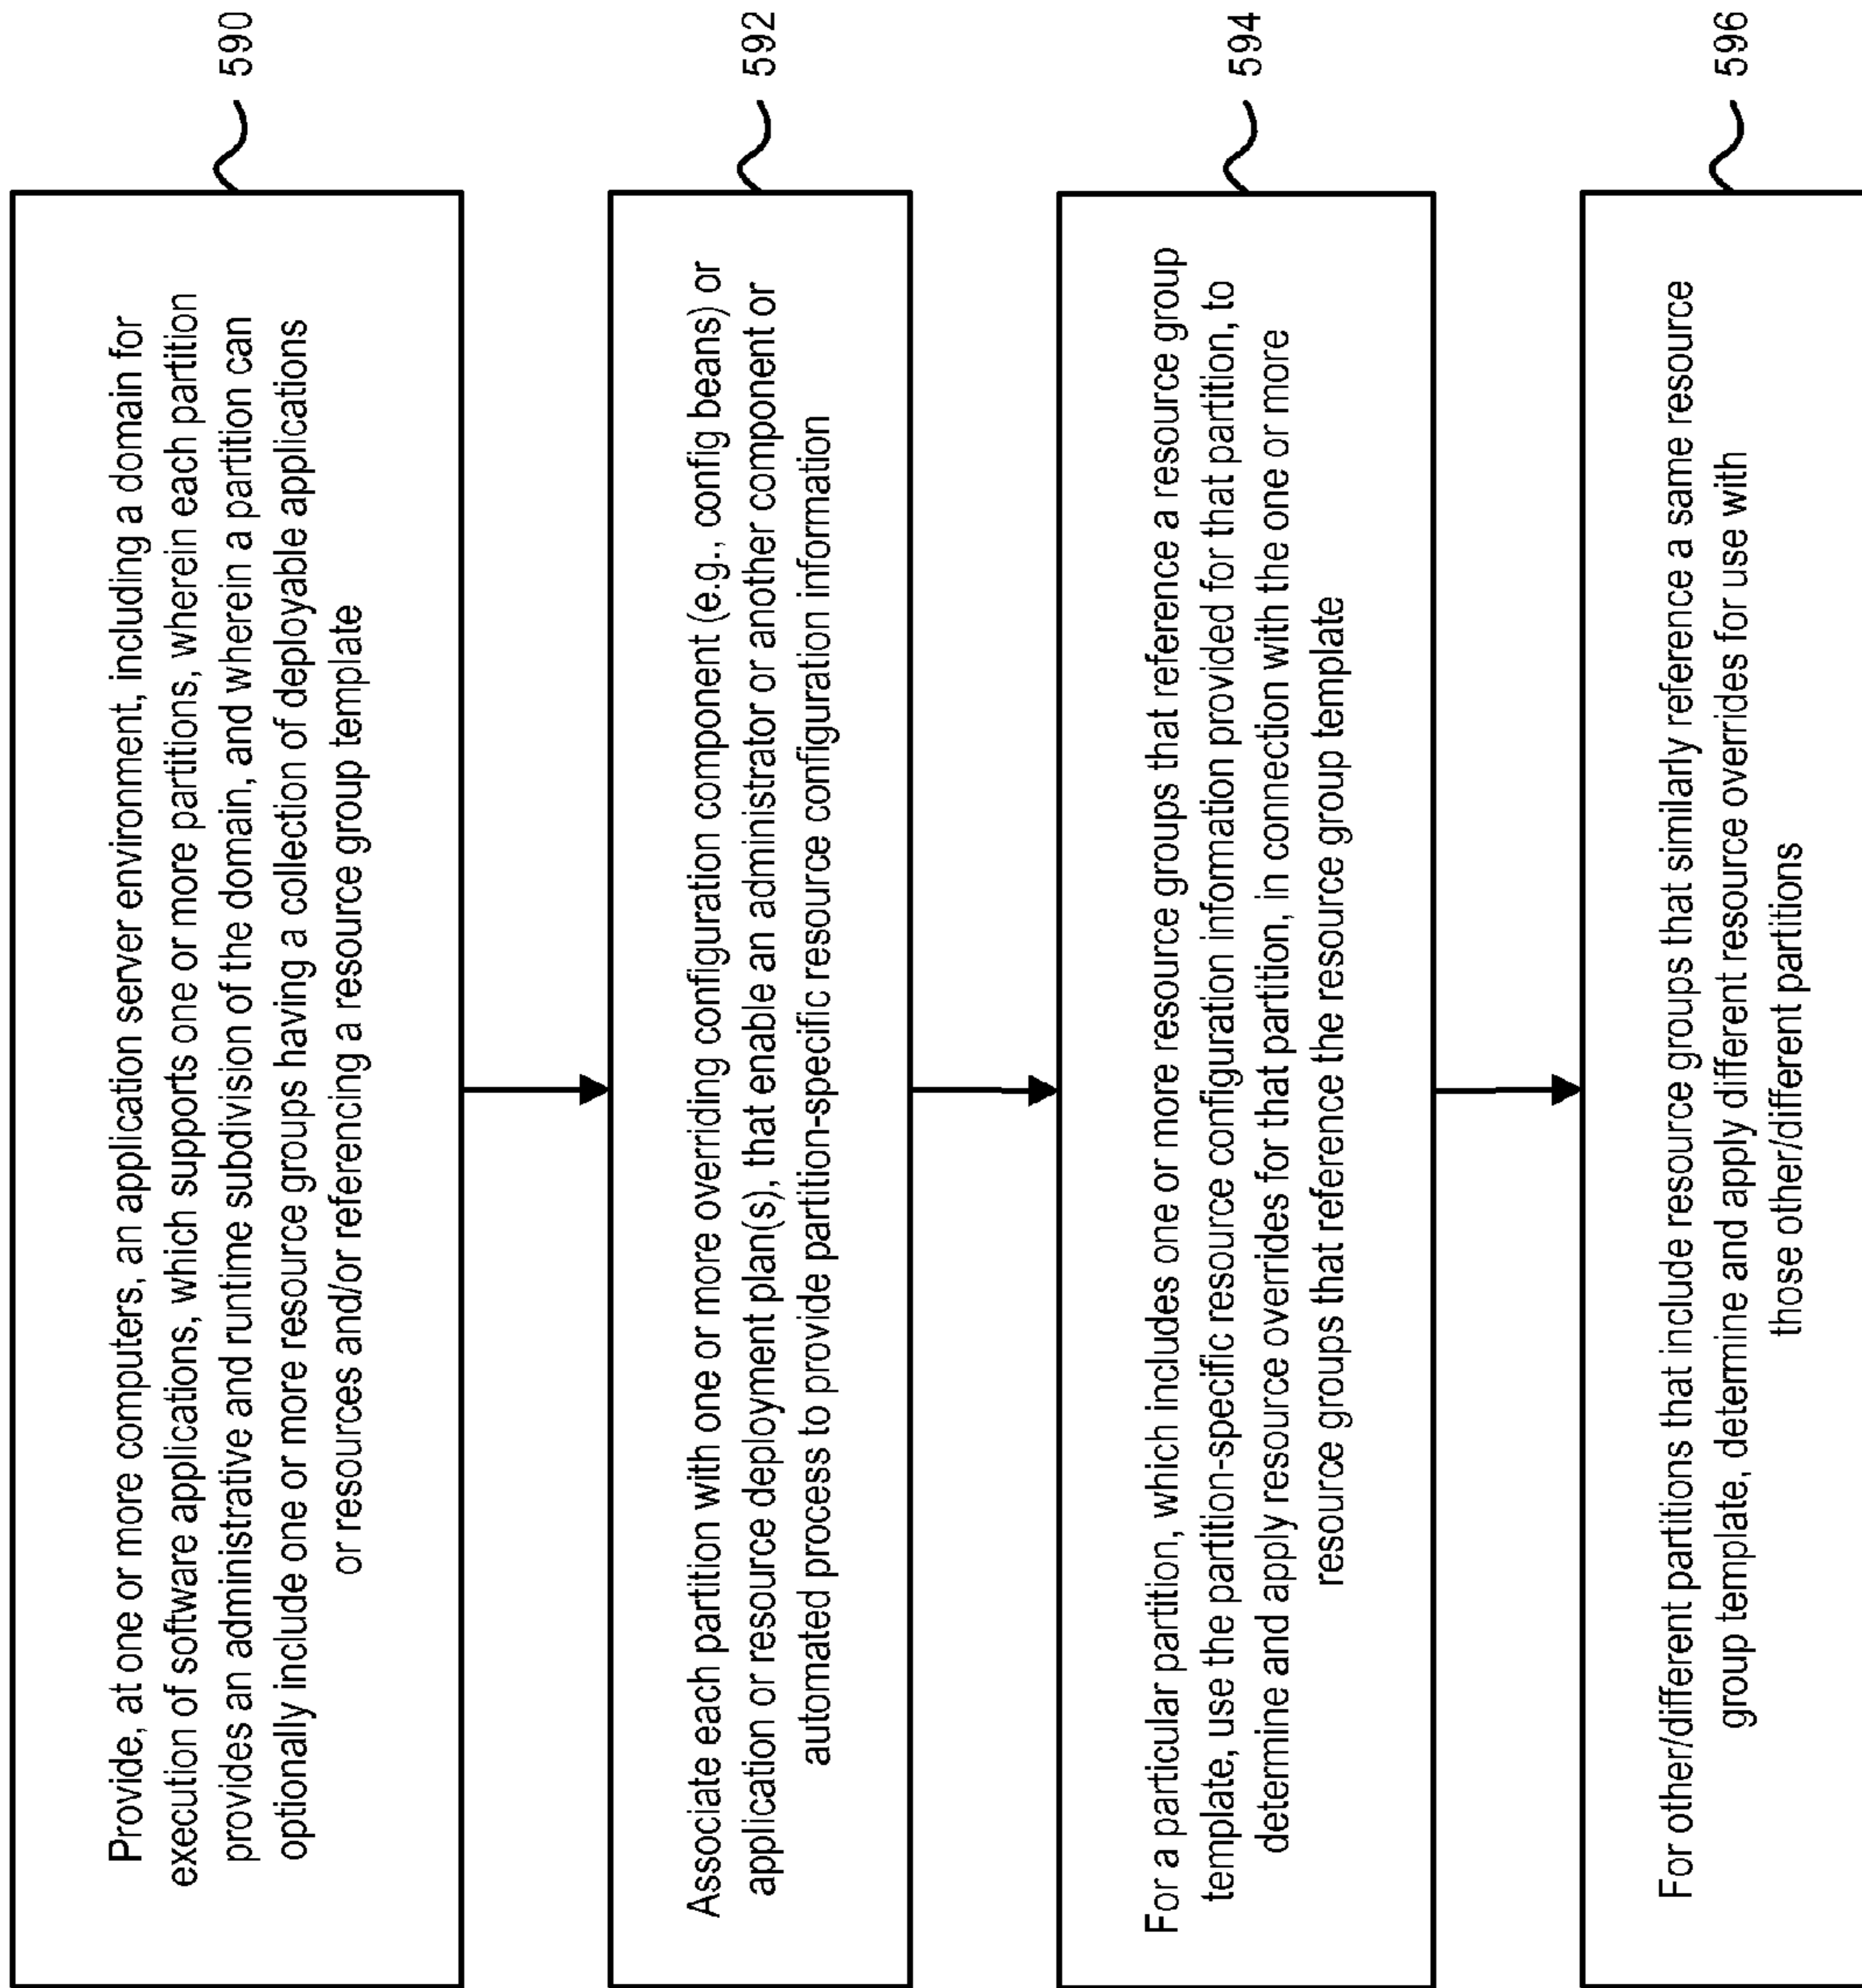 Provide, at one or more computers, an application server environment, including a domain for
execution of software applications, which supports one or more partitions, wherein each partition
provides an administrative and runtime subdivision of the domain, and wherein a partition can
optionally include one or more resource groups having a collection of deployable applications
or resources and/or referencing a resource group template
590
Associate each partition with one or more overriding configuration component (e.g., config beans) or
application or resource deployment plan(s), that enable an administrator or another component or
automated process to provide partition-specific resource configuration information
592
For a particular partition, which includes one or more resource groups that reference a resource group
template, use the partition-specific resource configuration information provided for that partition, to
determine and apply resource overrides for that partition, in connection with the one or more
resource groups that reference the resource group template
594
For other/different partitions that include resource groups that similarly reference a same resource
group template, determine and apply different resource overrides for use with
those other/different partitions
596